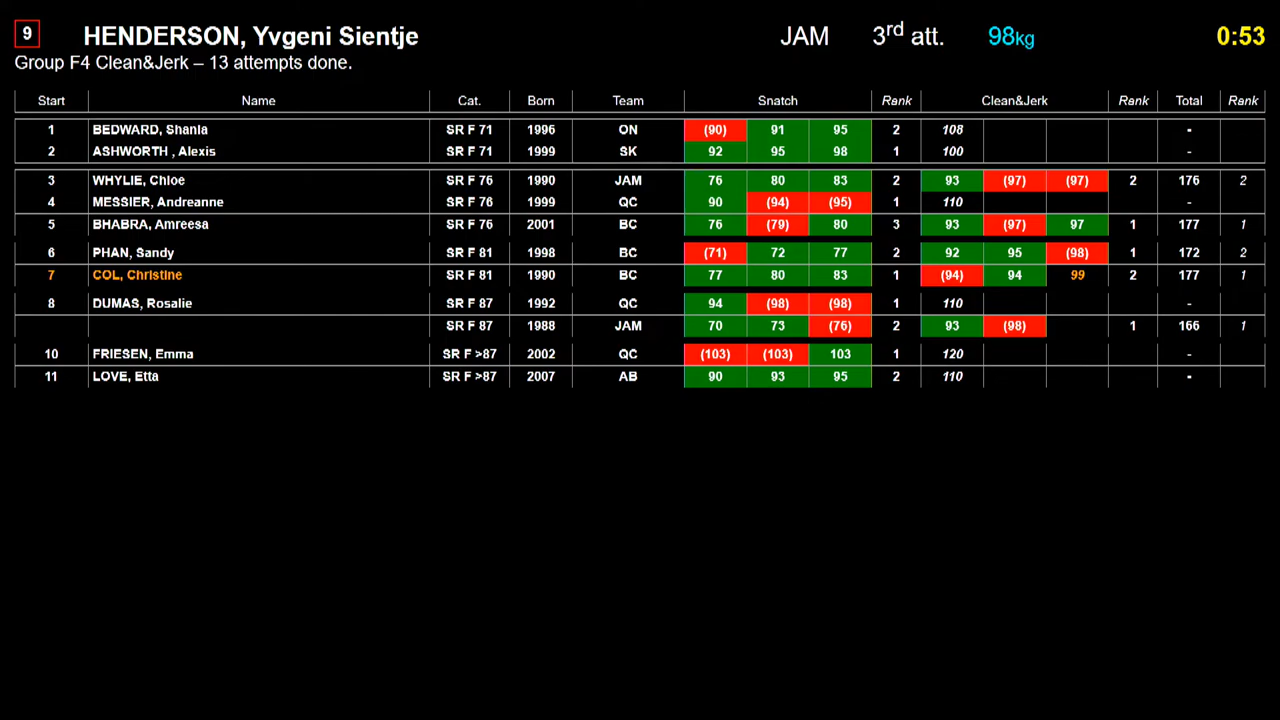 9 HENDERSON, Yvgeni Sientje JAM 3rd att. 98kg 0:53
Group F4 Clean&Jerk – 13 attempts done.
Start Name Cat. Born Team Snatch Rank Clean&Jerk Rank Total Rank
1 BEDWARD, Shania SR F 71 1996 ON (90) 91 95 2 108 -
2 ASHWORTH , Alexis SR F 71 1999 SK 92 95 98 1 100 -
3 WHYLIE, Chloe SR F 76 1990 JAM 76 80 83 2 93 (97) (97) 2 176 2
4 MESSIER, Andreanne SR F 76 1999 QC 90 (94) (95) 1 110 -
5 BHABRA, Amreesa SR F 76 2001 BC 76 (79) 80 3 93 (97) 97 1 177 1
6 PHAN, Sandy SR F 81 1998 BC (71) 72 77 2 92 95 (98) 1 172 2
7 COL, Christine SR F 81 1990 BC 77 80 83 1 (94) 94 99 2 177 1
8 DUMAS, Rosalie SR F 87 1992 QC 94 (98) (98) 1 110 -
SR F 87 1988 JAM 70 73 (76) 2 93 (98) 1 166 1
10 FRIESEN, Emma SR F >87 2002 QC (103) (103) 103 1 120 -
11 LOVE, Etta SR F >87 2007 AB 90 93 95 2 110 -